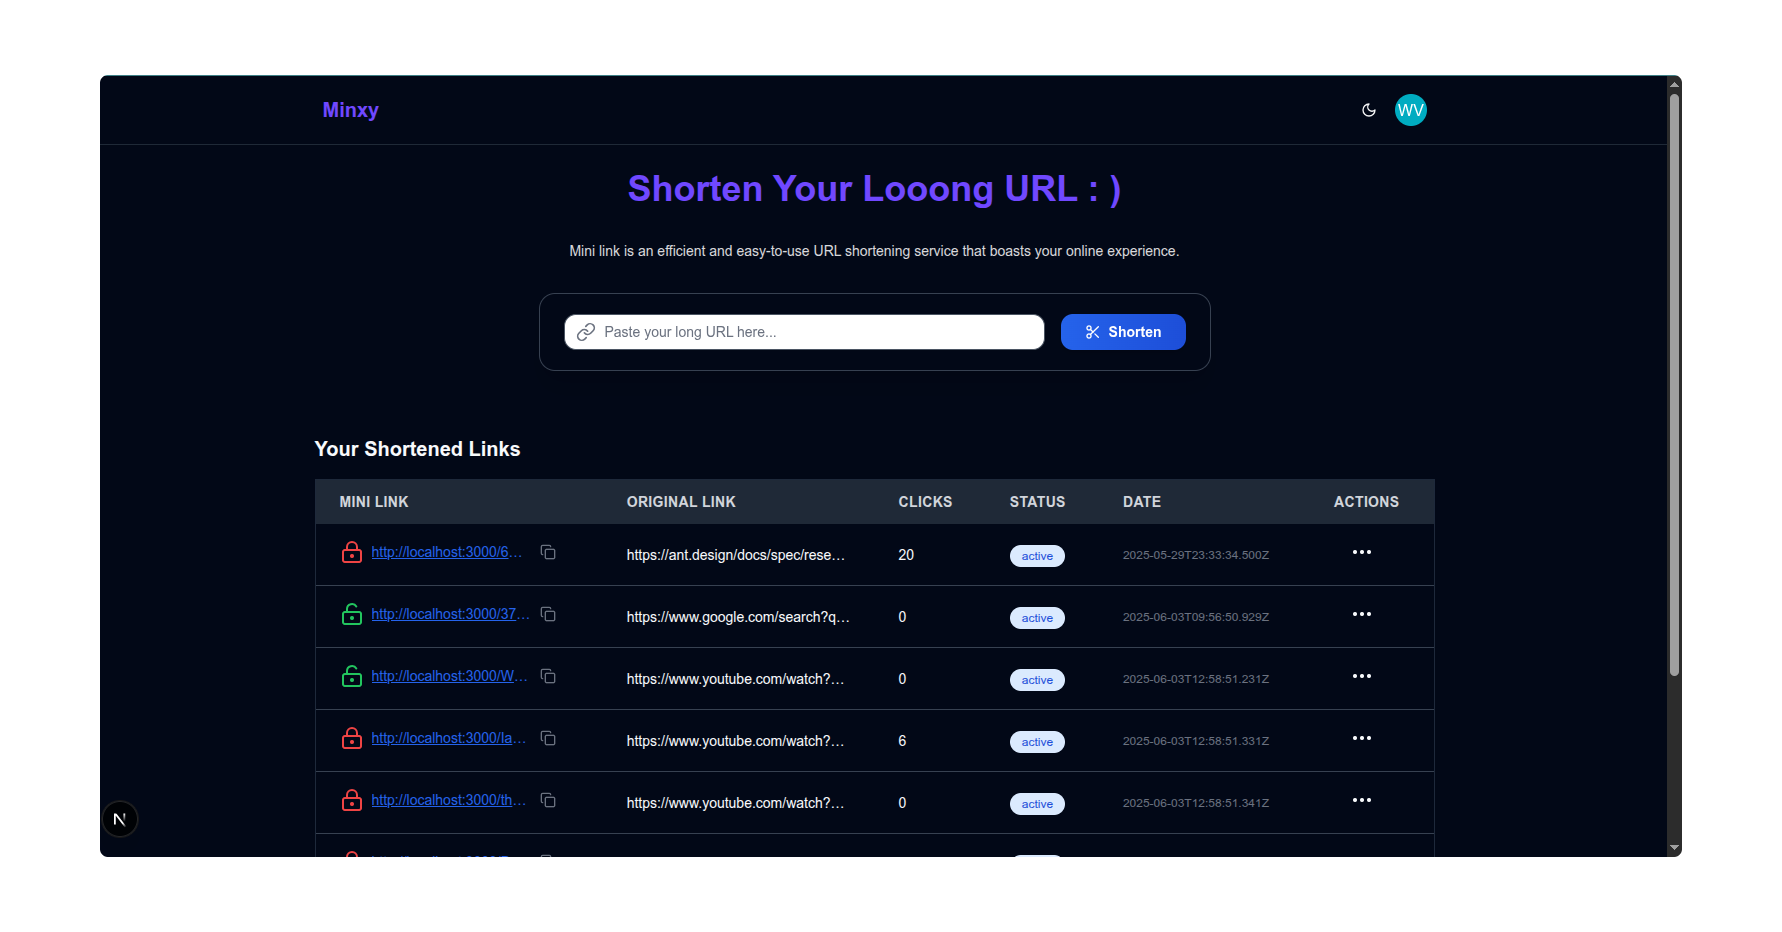 Minxy
WV
Shorten Your Looong URL : )
Mini link is an efficient and easy-to-use URL shortening service that boasts your online experience.
Paste your long URL here...
Shorten
Your Shortened Links
MINI LINK ORIGINAL LINK CLICKS STATUS DATE ACTIONS
http://localhost:3000/6... https://ant.design/docs/spec/rese... 20 active 2025-05-29T23:33:34.500Z
http://localhost:3000/37... https://www.google.com/search?q... 0 active 2025-06-03T09:56:50.929Z
http://localhost:3000/W... https://www.youtube.com/watch?... 0 active 2025-06-03T12:58:51.231Z
http://localhost:3000/Ia... https://www.youtube.com/watch?... 6 active 2025-06-03T12:58:51.331Z
http://localhost:3000/th... https://www.youtube.com/watch?... 0 active 2025-06-03T12:58:51.341Z
N